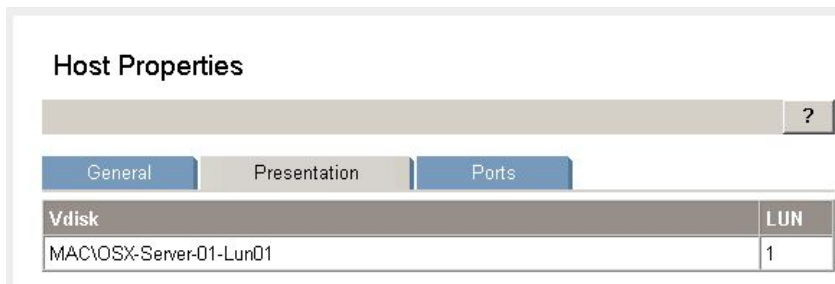 Host Properties
?
General Presentation Ports
Vdisk LUN
MAC\OSX-Server-01-Lun01 1